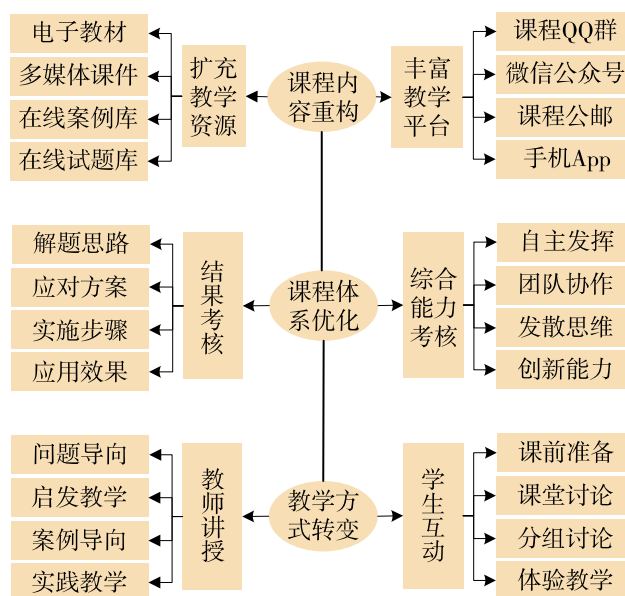 电子教材
多媒体课件
在线案例库
在线试题库
扩充
教学
资源
课程内
容重构
丰富
教学
平台
课程QQ群
微信公众号
课程公邮
手机App
解题思路
应对方案
实施步骤
应用效果
结果考核
课程体
系优化
综合
能力
考核
自主发挥
团队协作
发散思维
创新能力
问题导向
启发教学
案例导向
实践教学
教师讲授
教学方
式转变
学生互动
课前准备
课堂讨论
分组讨论
体验教学